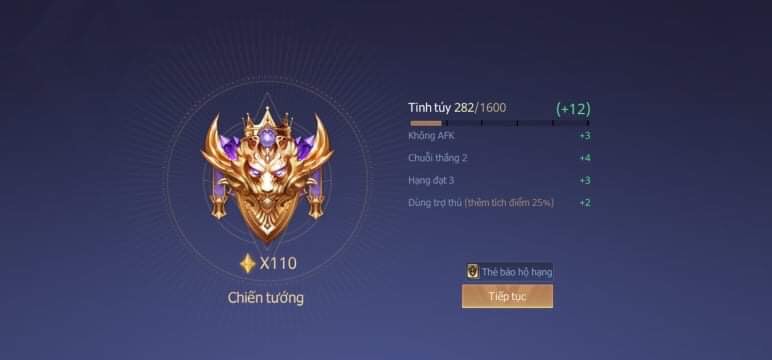 Tinh túy 282/1600 (+12)
Không AFK +3
Chuỗi thắng 2 +4
Hạng đạt 3 +3
Dùng trợ thủ (thêm tích điểm 25%) +2
X110
Chiến tướng
Thẻ bảo hộ hạng
Tiếp tục